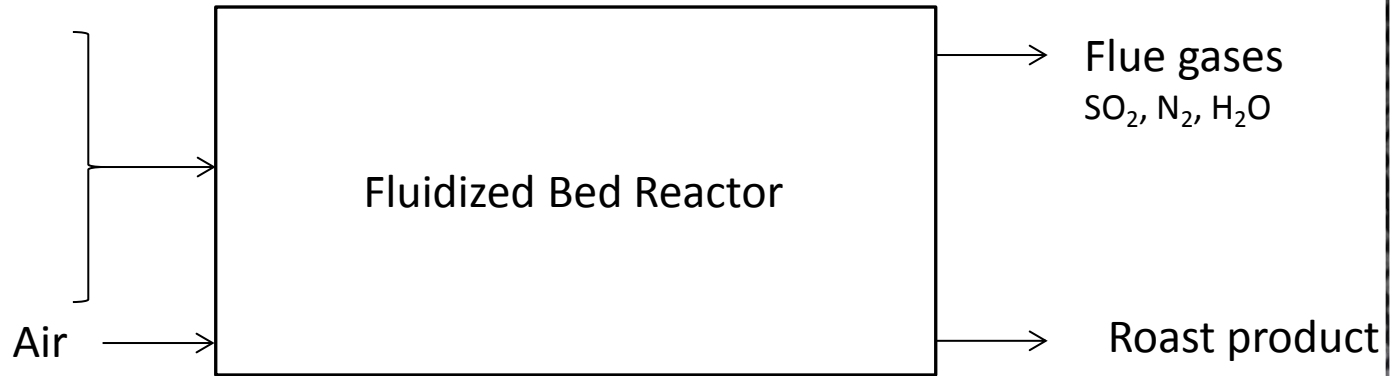 Flue gases
SO₂, N₂, H₂O
Fluidized Bed Reactor
Air
Roast product